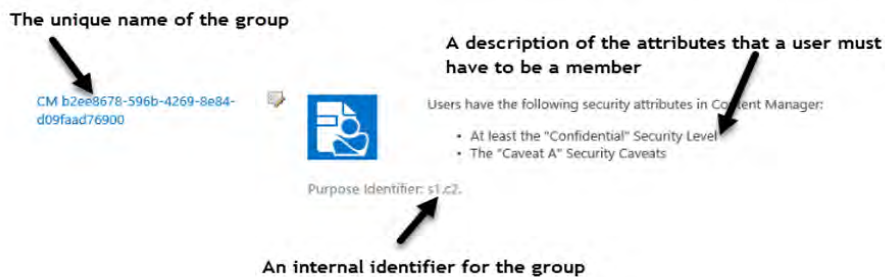 The unique name of the group
A description of the attributes that a user must
have to be a member
CM b2ee8678-596b-4269-8e84-
d09faad76900
Users have the following security attributes in Content Manager:
• At least the "Confidential" Security Level
• The "Caveat A" Security Caveats
Purpose Identifier: s1.c2.
An internal identifier for the group